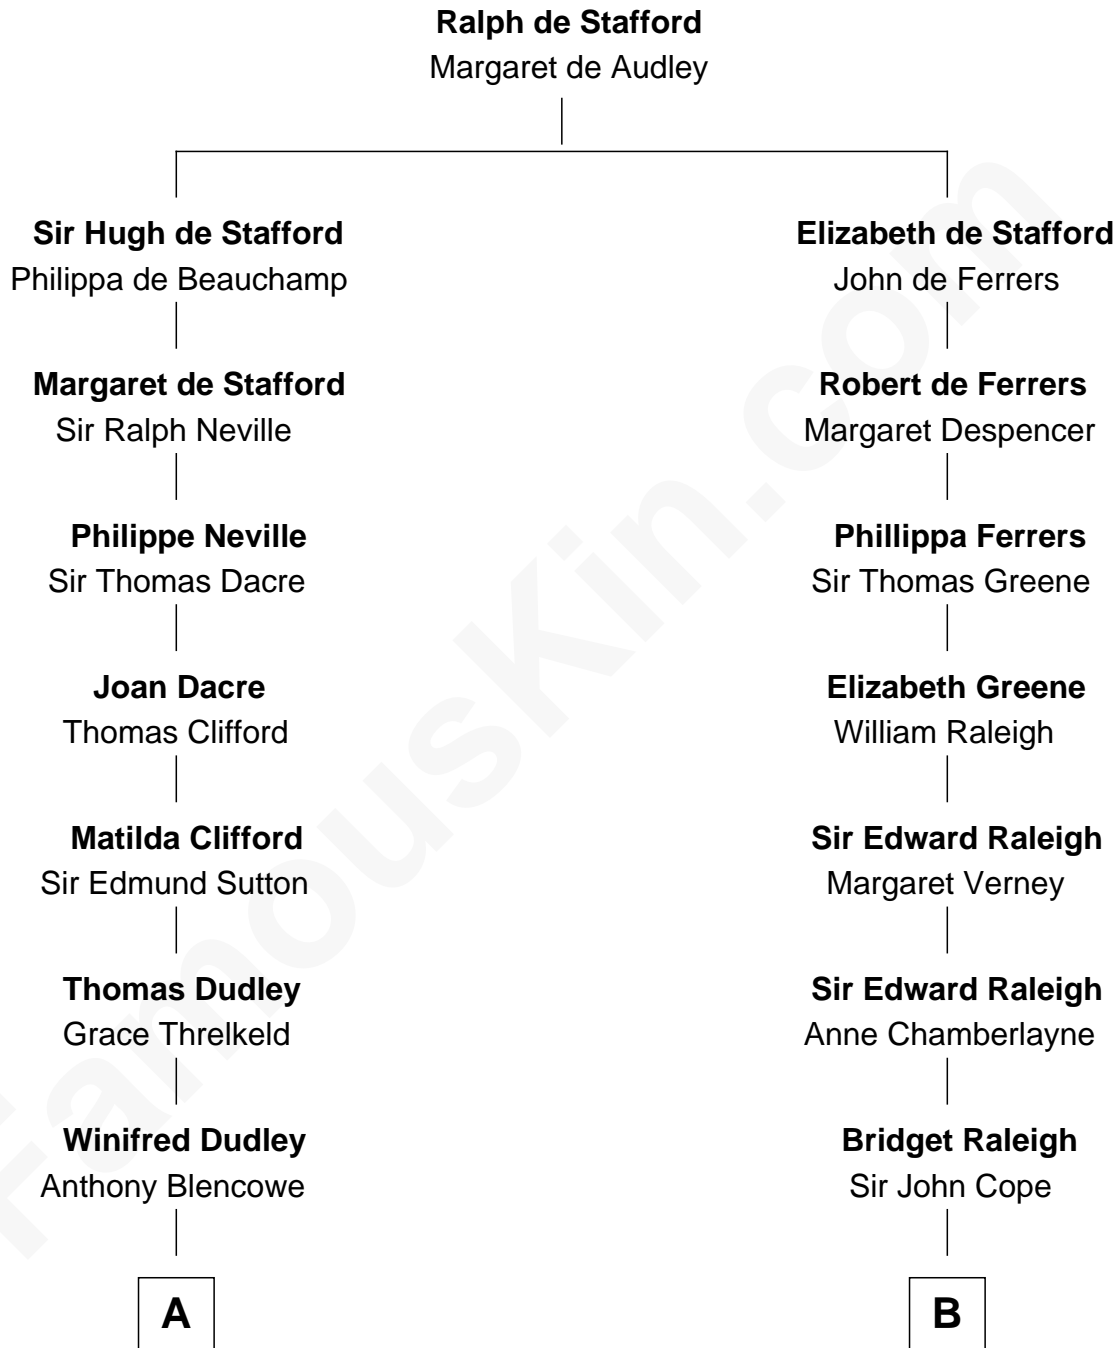 Ralph de Stafford
Margaret de Audley
Sir Hugh de Stafford
Philippa de Beauchamp
Margaret de Stafford
Sir Ralph Neville
Philippe Neville
Sir Thomas Dacre
Joan Dacre
Thomas Clifford
Matilda Clifford
Sir Edmund Sutton
Thomas Dudley
Grace Threlkeld
Winifred Dudley
Anthony Blencowe
A
Elizabeth de Stafford
John de Ferrers
Robert de Ferrers
Margaret Despencer
Phillippa Ferrers
Sir Thomas Greene
Elizabeth Greene
William Raleigh
Sir Edward Raleigh
Margaret Verney
Sir Edward Raleigh
Anne Chamberlayne
Bridget Raleigh
Sir John Cope
B
FamousKin.com